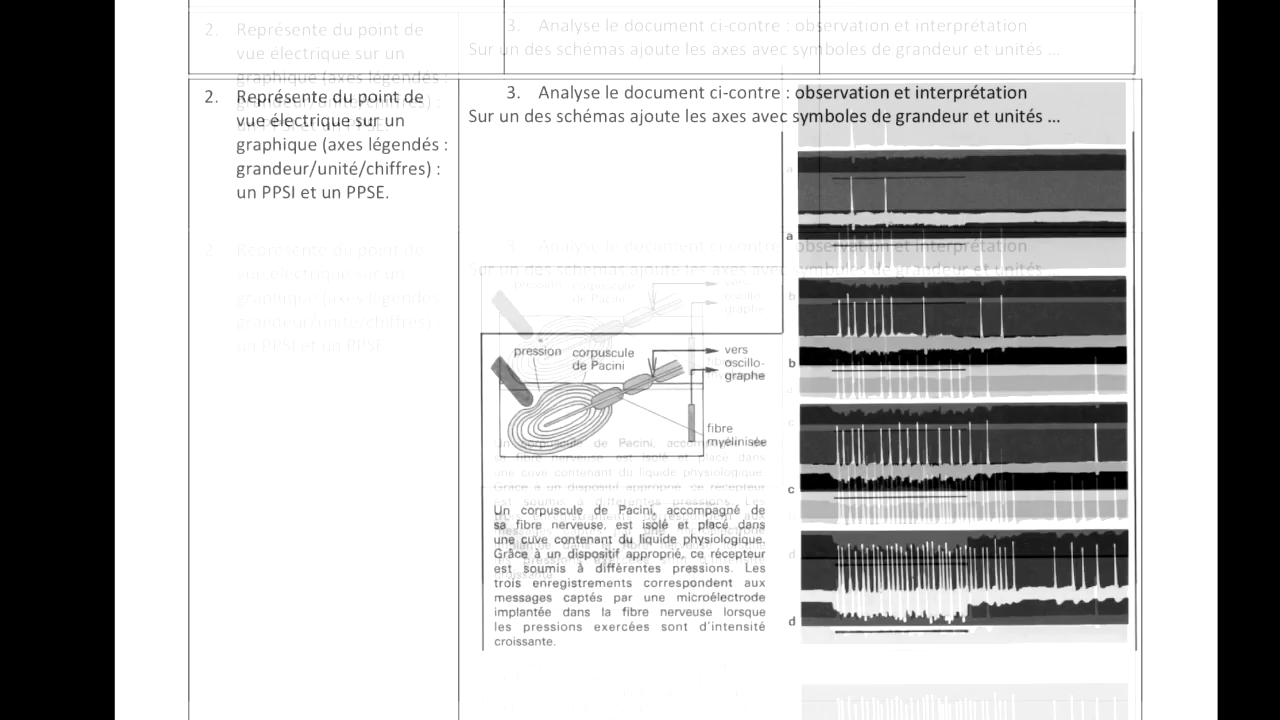 2. Représente du point de
vue électrique sur un
graphique (axes légendés :
grandeur/unité/chiffres) :
un PPSI et un PPSE.
3. Analyse le document ci-contre : observation et interprétation
Sur un des schémas ajoute les axes avec symboles de grandeur et unités ...
pression
corpuscule
de Pacini
vers
oscillo-
graphe
fibre
myélinisée
Un corpuscule de Pacini, accompagné de
sa fibre nerveuse, est isolé et placé dans
une cuve contenant du liquide physiologique.
Grâce à un dispositif approprié, ce récepteur
est soumis à différentes pressions. Les
trois enregistrements correspondent aux
messages captés par une microélectrode
implantée dans la fibre nerveuse lorsque
les pressions exercées sont d'intensité
croissante.
a
b
c
d